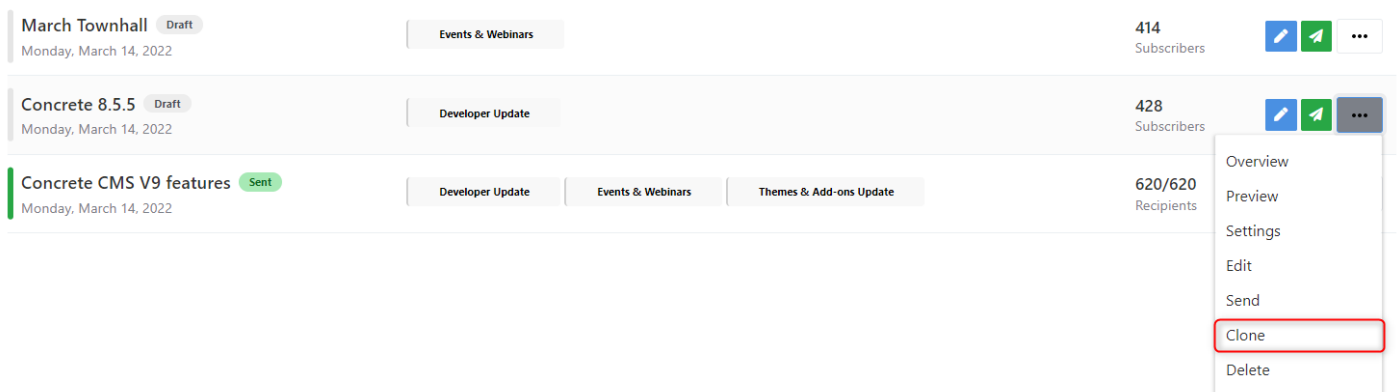 March Townhall Draft
Monday, March 14, 2022
Events & Webinars
414
Subscribers
Concrete 8.5.5 Draft
Monday, March 14, 2022
Developer Update
428
Subscribers
Concrete CMS V9 features Sent
Monday, March 14, 2022
Developer Update
Events & Webinars
Themes & Add-ons Update
620/620
Recipients
Overview
Preview
Settings
Edit
Send
Clone
Delete